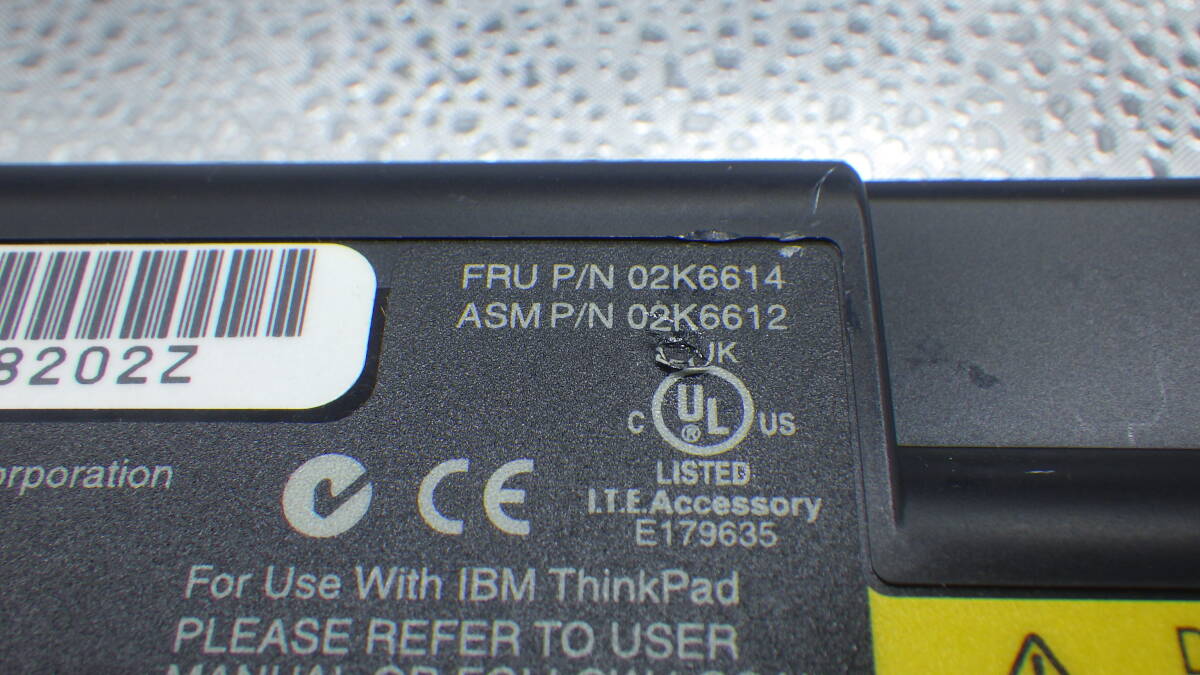 FRU P/N 02K6614
ASM P/N 02K6612
8202Z
UK
C UL® US
LISTED
I.T.E. Accessory
E179635
orporation
CE
For Use With IBM ThinkPad
PLEASE REFER TO USER